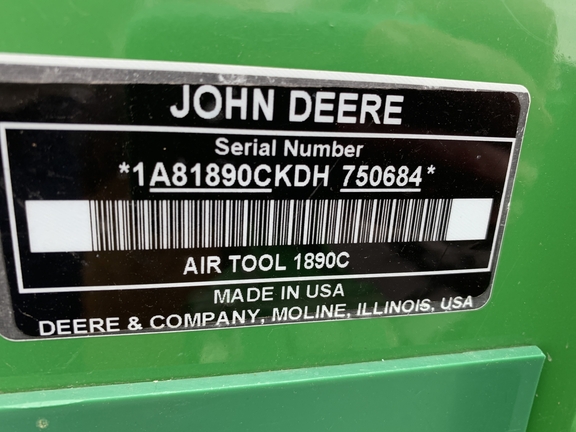 JOHN DEERE
Serial Number
*1A81890CKDH 750684*
AIR TOOL 1890C
MADE IN USA
DEERE & COMPANY, MOLINE, ILLINOIS, USA